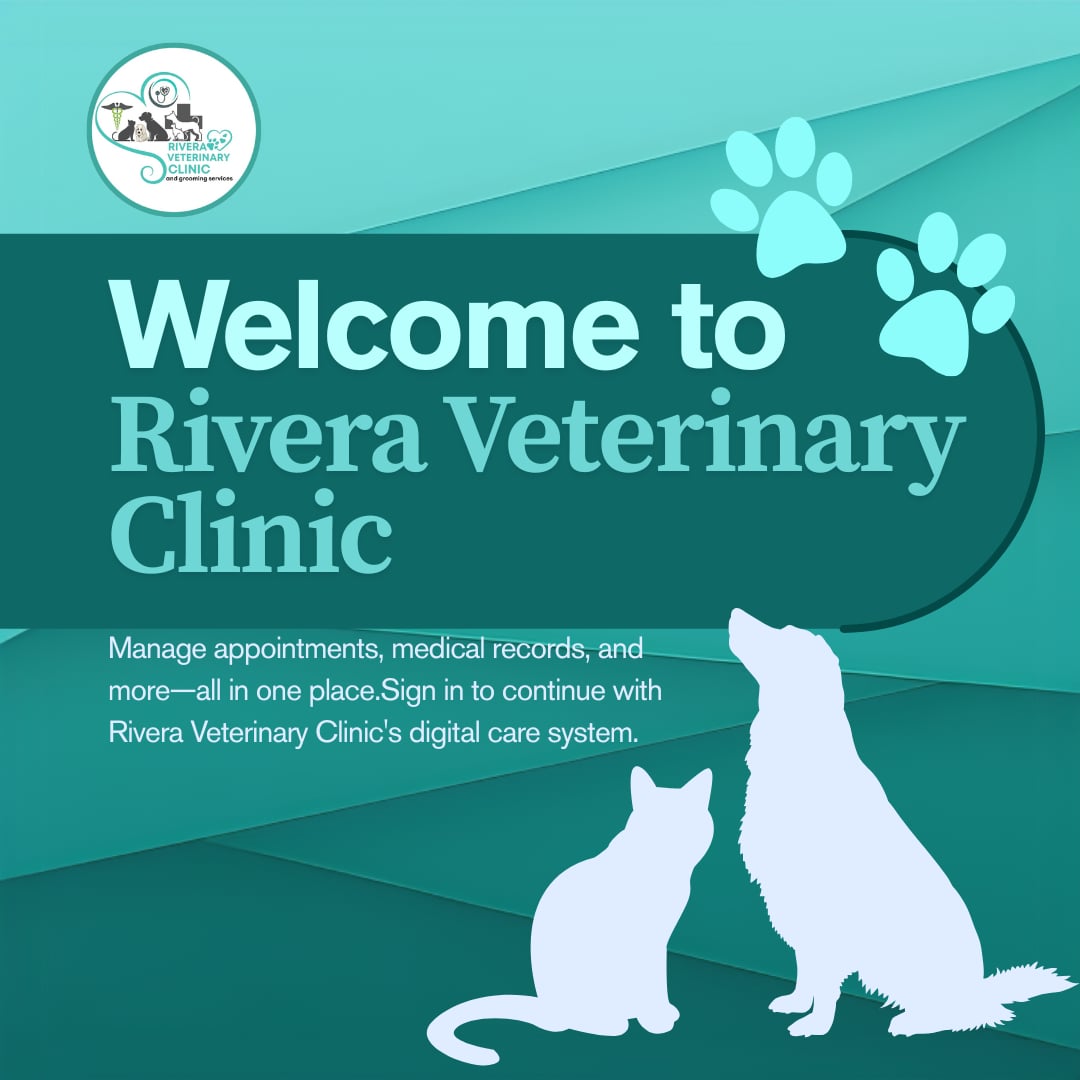 RIVERA
VETERINARY
CLINIC
and grooming services
Welcome to
Rivera Veterinary
Clinic
Manage appointments, medical records, and
more—all in one place.Sign in to continue with
Rivera Veterinary Clinic's digital care system.